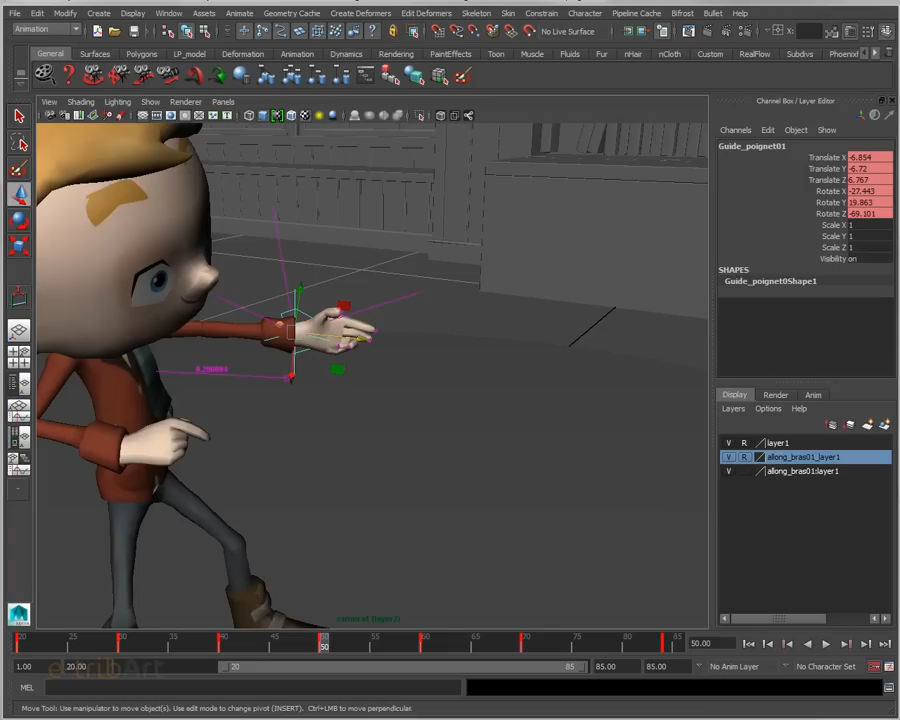 File Edit Modify Create Display Window Assets Animate Geometry Cache Create Deformers Edit Deformers Skeleton Skin Constrain Character Pipeline Cache Bifrost Bullet Help
Animation No Live Surface
General Surfaces Polygons LP_model Deformation Animation Dynamics Rendering PaintEffects Toon Muscle Fluids Fur nHair nCloth Custom RealFlow Subdivs Phoenixf
Channel Box / Layer Editor
View Shading Lighting Show Renderer Panels
Channels Edit Object Show
Guide_poignet01
Translate X -6.854
Translate Y -6.72
Translate Z 6.767
Rotate X -27.443
Rotate Y 19.863
Rotate Z -69.101
Scale X 1
Scale Y 1
Scale Z 1
Visibility on
SHAPES
Guide_poignet0Shape1
Display Render Anim
Layers Options Help
V R layer1
V R allong_bras01_layer1
V allong_bras01:layer1
20 25 30 35 40 45 50 55 60 65 70 75 80 85 50.00
50
1.00 20.00 20 85 85.00 85.00 No Anim Layer No Character Set
e-tribArt
MEL
Move Tool: Use manipulator to move object(s). Use edit mode to change pivot (INSERT). Ctrl+LMB to move perpendicular.